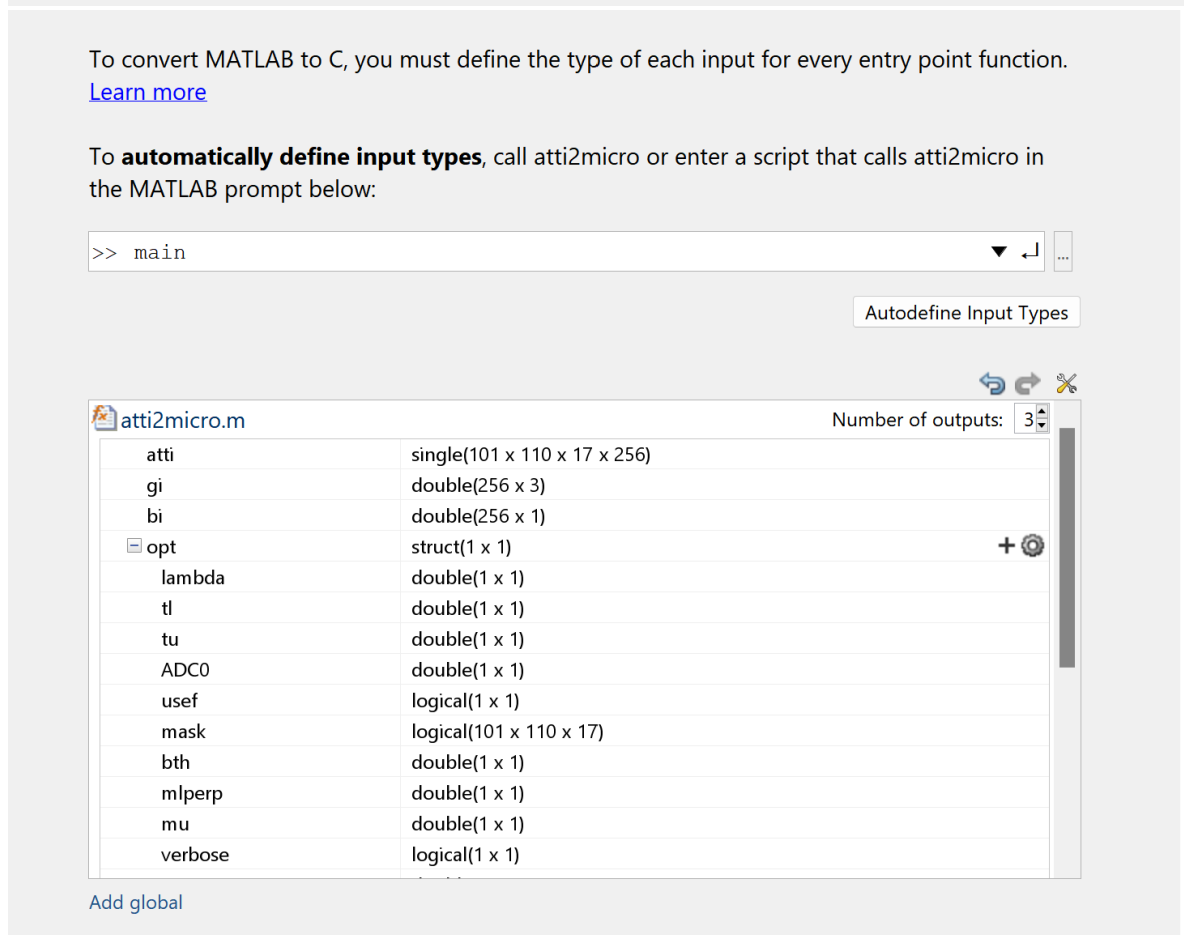 To convert MATLAB to C, you must define the type of each input for every entry point function.
Learn more
To automatically define input types, call atti2micro or enter a script that calls atti2micro in
the MATLAB prompt below:
>> main
...
Autodefine Input Types
atti2micro.m Number of outputs: 3
atti single(101 x 110 x 17 x 256)
gi double(256 x 3)
bi double(256 x 1)
opt struct(1 x 1)
lambda double(1 x 1)
tl double(1 x 1)
tu double(1 x 1)
ADC0 double(1 x 1)
usef logical(1 x 1)
mask logical(101 x 110 x 17)
bth double(1 x 1)
mlperp double(1 x 1)
mu double(1 x 1)
verbose logical(1 x 1)
Add global